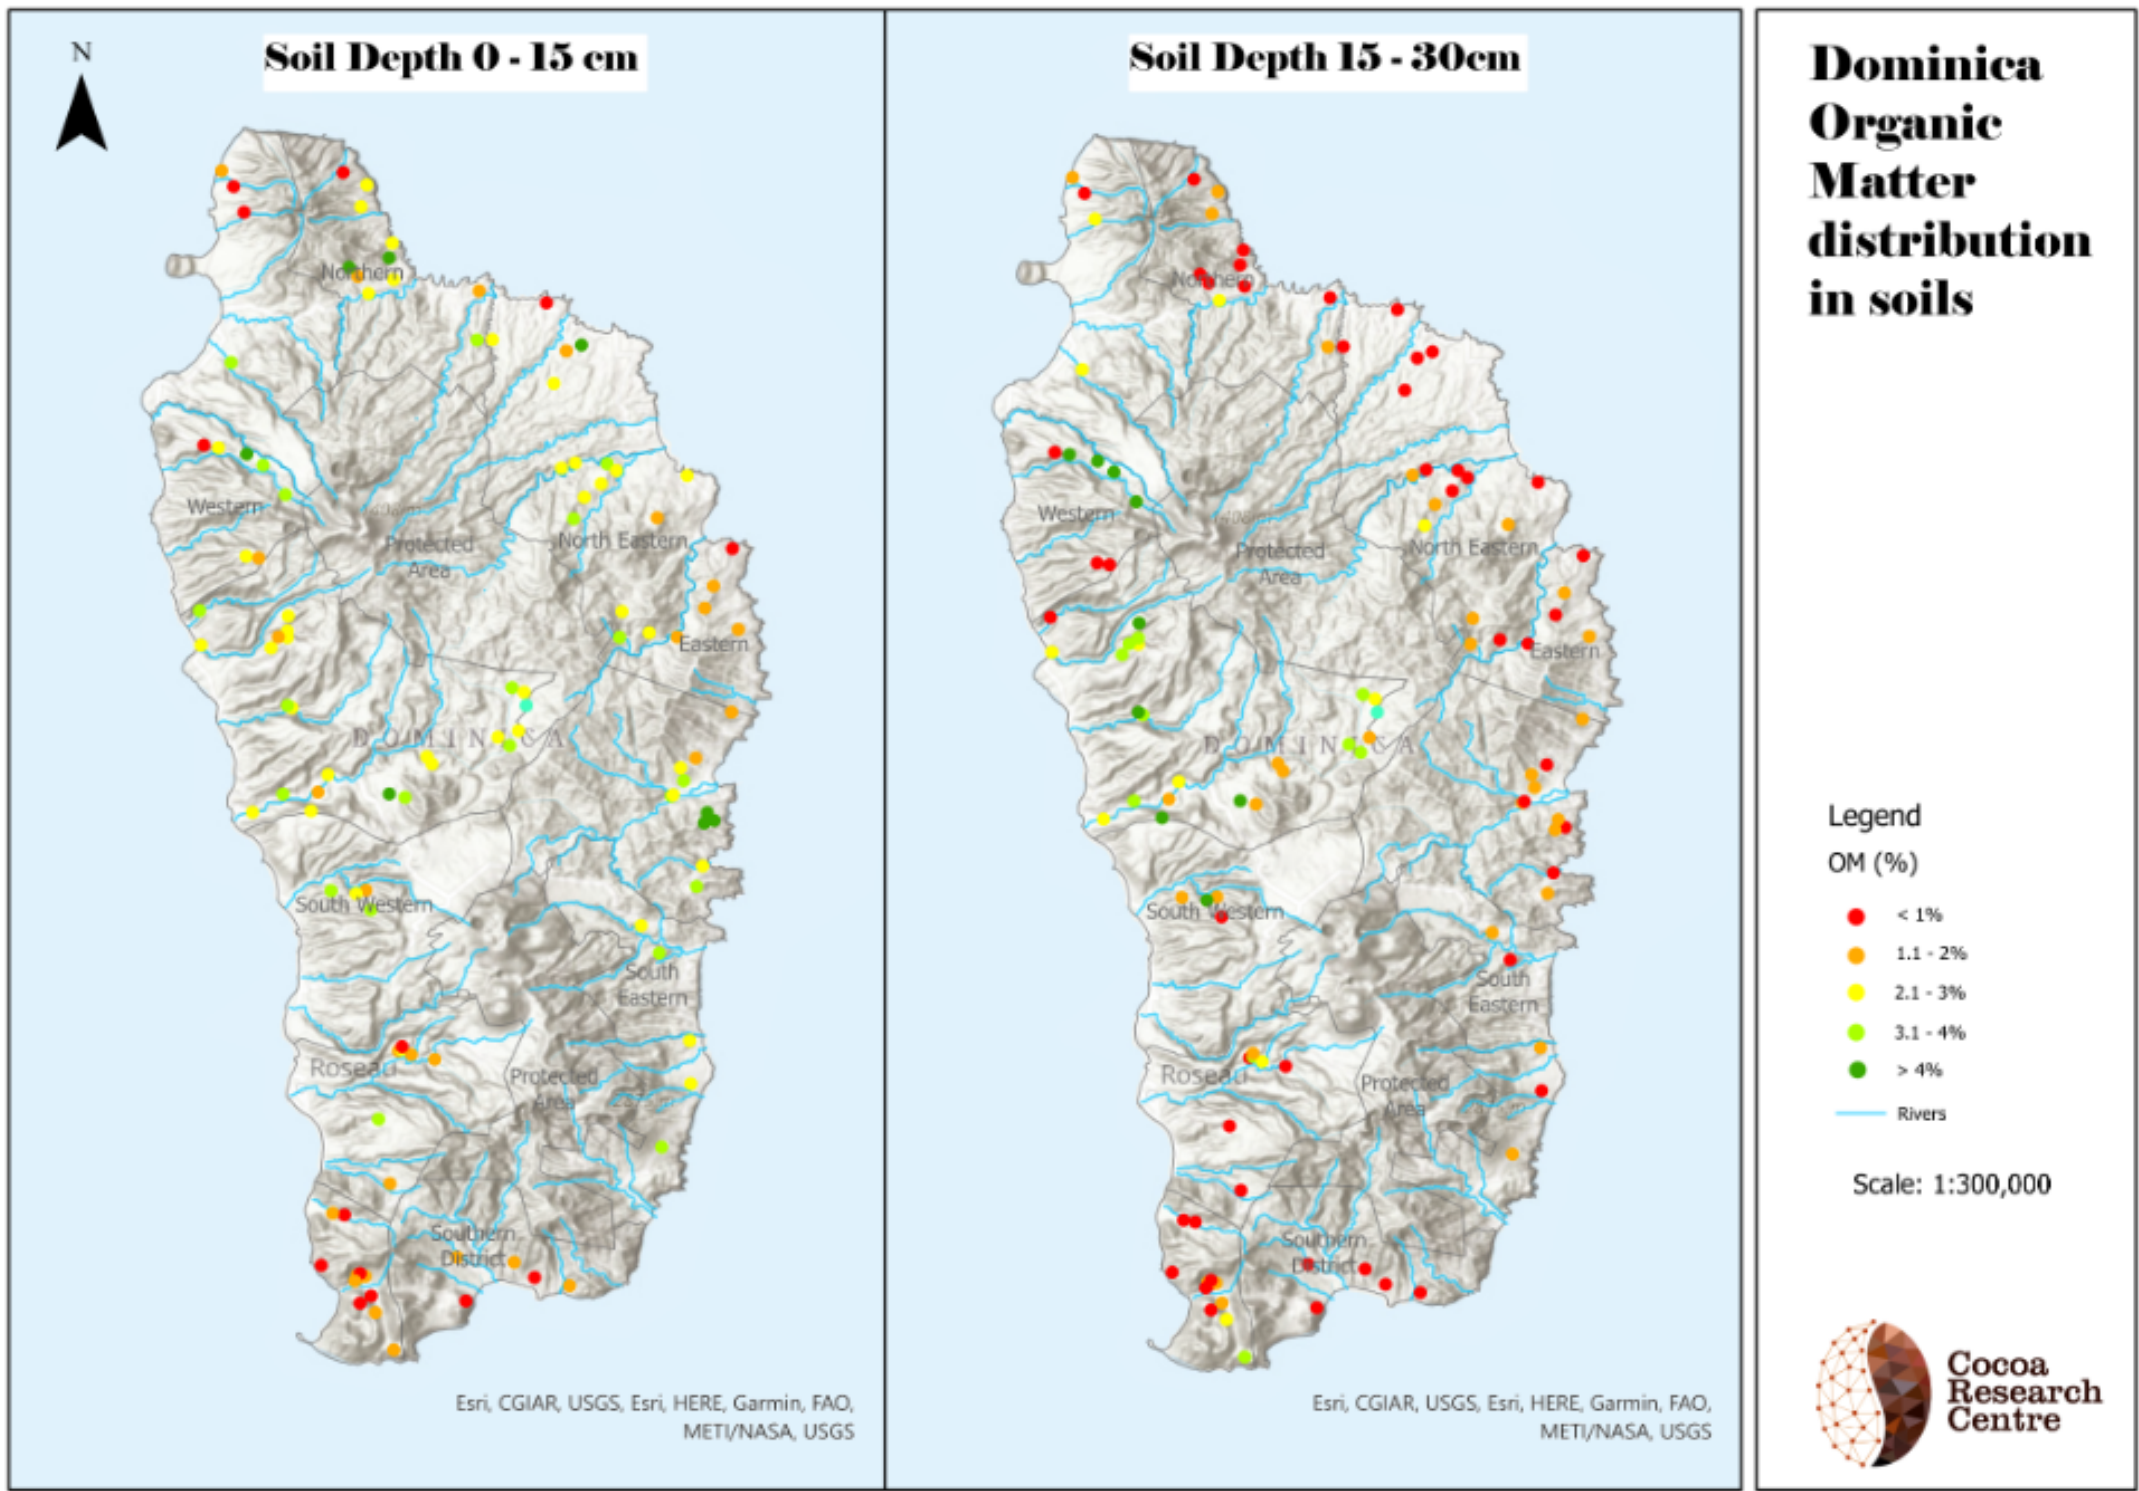 N
Soil Depth 0 - 15 cm
Northern
Western
Protected
Area
North Eastern
Eastern
DOMINICA
South Western
South
Eastern
Roseau
Protected
Area
Southern
District
Esri, CGIAR, USGS, Esri, HERE, Garmin, FAO,
METI/NASA, USGS
Soil Depth 15 - 30cm
Northern
Western
Protected
Area
North Eastern
Eastern
DOMINICA
South Western
South
Eastern
Roseau
Protected
Area
Southern
District
Esri, CGIAR, USGS, Esri, HERE, Garmin, FAO,
METI/NASA, USGS
Dominica
Organic
Matter
distribution
in soils
Legend
OM (%)
< 1%
1.1 - 2%
2.1 - 3%
3.1 - 4%
> 4%
Rivers
Scale: 1:300,000
Cocoa
Research
Centre